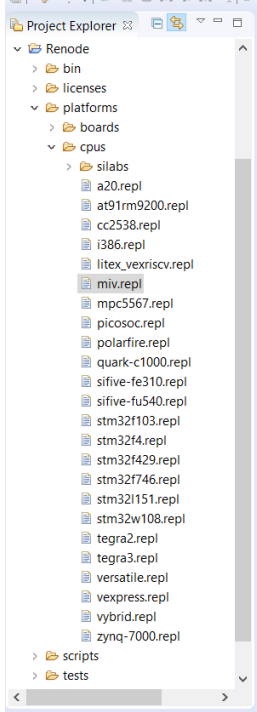 Project Explorer
Renode
bin
licenses
platforms
boards
cpus
silabs
a20.repl
at91rm9200.repl
cc2538.repl
i386.repl
litex_vexriscv.repl
miv.repl
mpc5567.repl
picosoc.repl
polarfire.repl
quark-c1000.repl
sifive-fe310.repl
sifive-fu540.repl
stm32f103.repl
stm32f4.repl
stm32f429.repl
stm32f746.repl
stm32l151.repl
stm32w108.repl
tegra2.repl
tegra3.repl
versatile.repl
vexpress.repl
vybrid.repl
zynq-7000.repl
scripts
tests